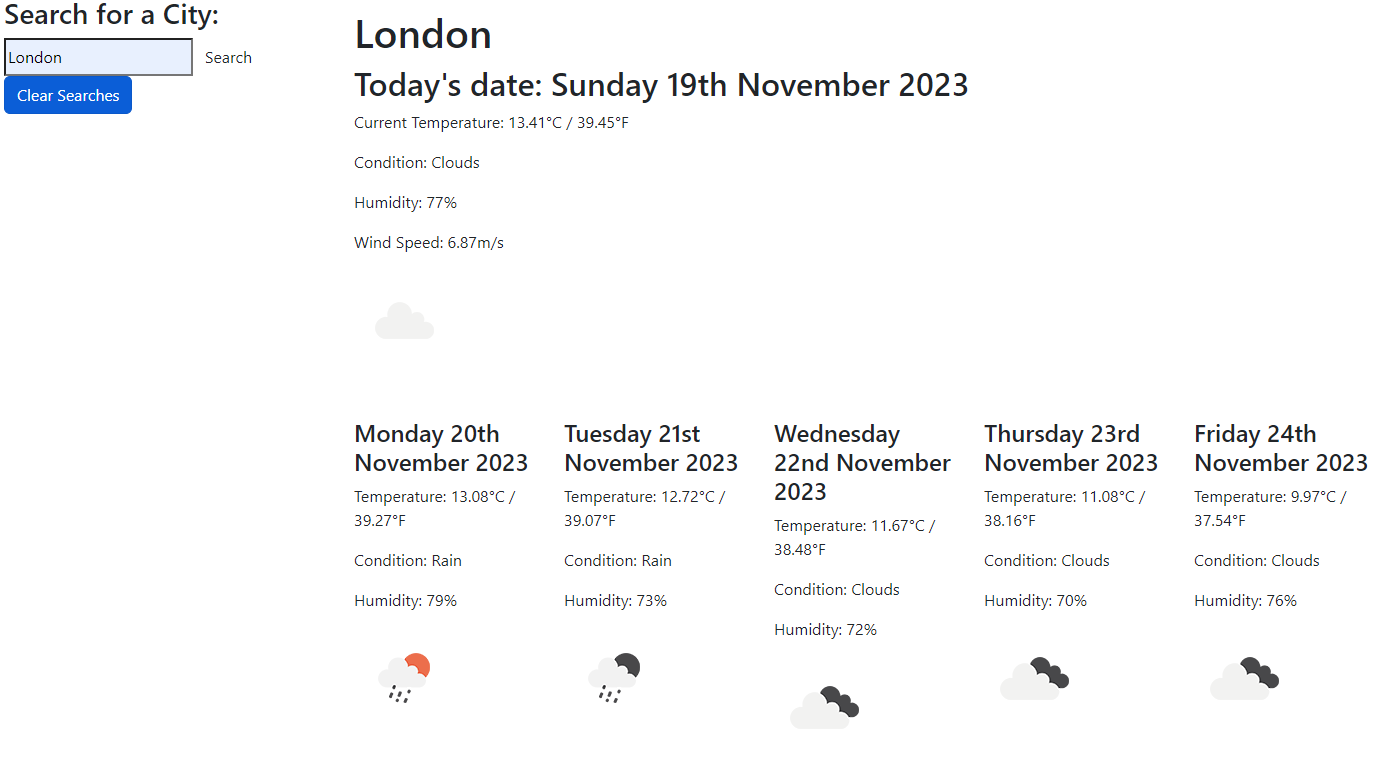 Search for a City:
London
Search
Clear Searches
London
Today's date: Sunday 19th November 2023
Current Temperature: 13.41°C / 39.45°F
Condition: Clouds
Humidity: 77%
Wind Speed: 6.87m/s
Monday 20th
November 2023
Temperature: 13.08°C /
39.27°F
Condition: Rain
Humidity: 79%
Tuesday 21st
November 2023
Temperature: 12.72°C /
39.07°F
Condition: Rain
Humidity: 73%
Wednesday
22nd November
2023
Temperature: 11.67°C /
38.48°F
Condition: Clouds
Humidity: 72%
Thursday 23rd
November 2023
Temperature: 11.08°C /
38.16°F
Condition: Clouds
Humidity: 70%
Friday 24th
November 2023
Temperature: 9.97°C /
37.54°F
Condition: Clouds
Humidity: 76%